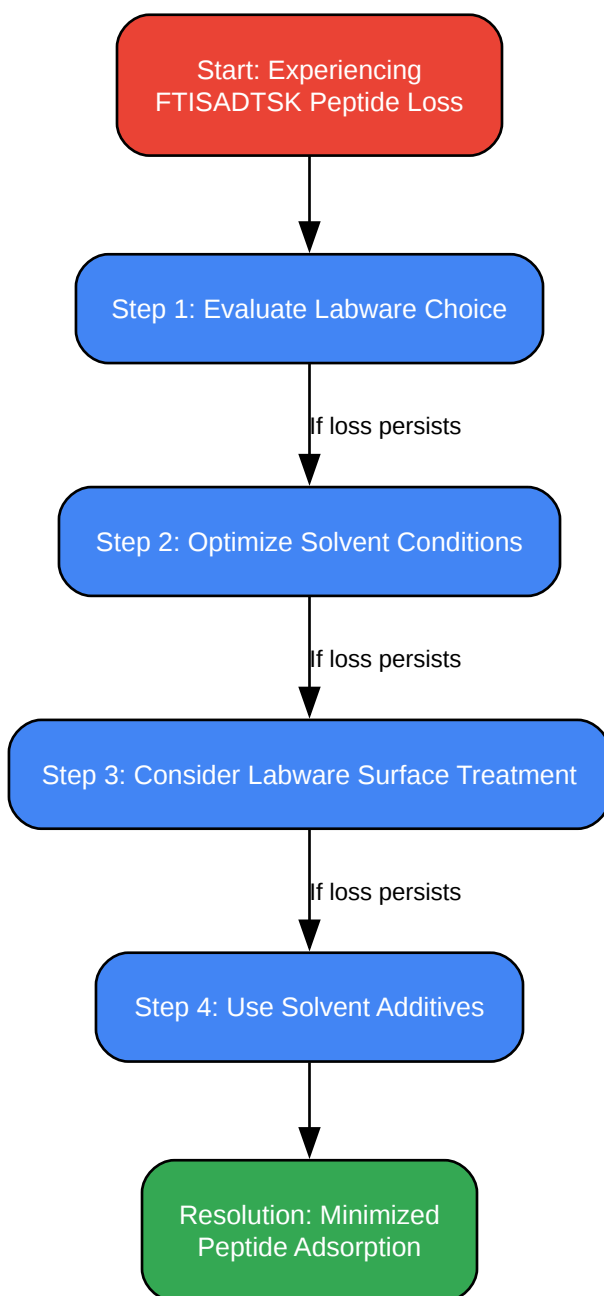 Start: Experiencing
FTISADTSK Peptide Loss
Step 1: Evaluate Labware Choice
If loss persists
Step 2: Optimize Solvent Conditions
If loss persists
Step 3: Consider Labware Surface Treatment
If loss persists
Step 4: Use Solvent Additives
Resolution: Minimized
Peptide Adsorption